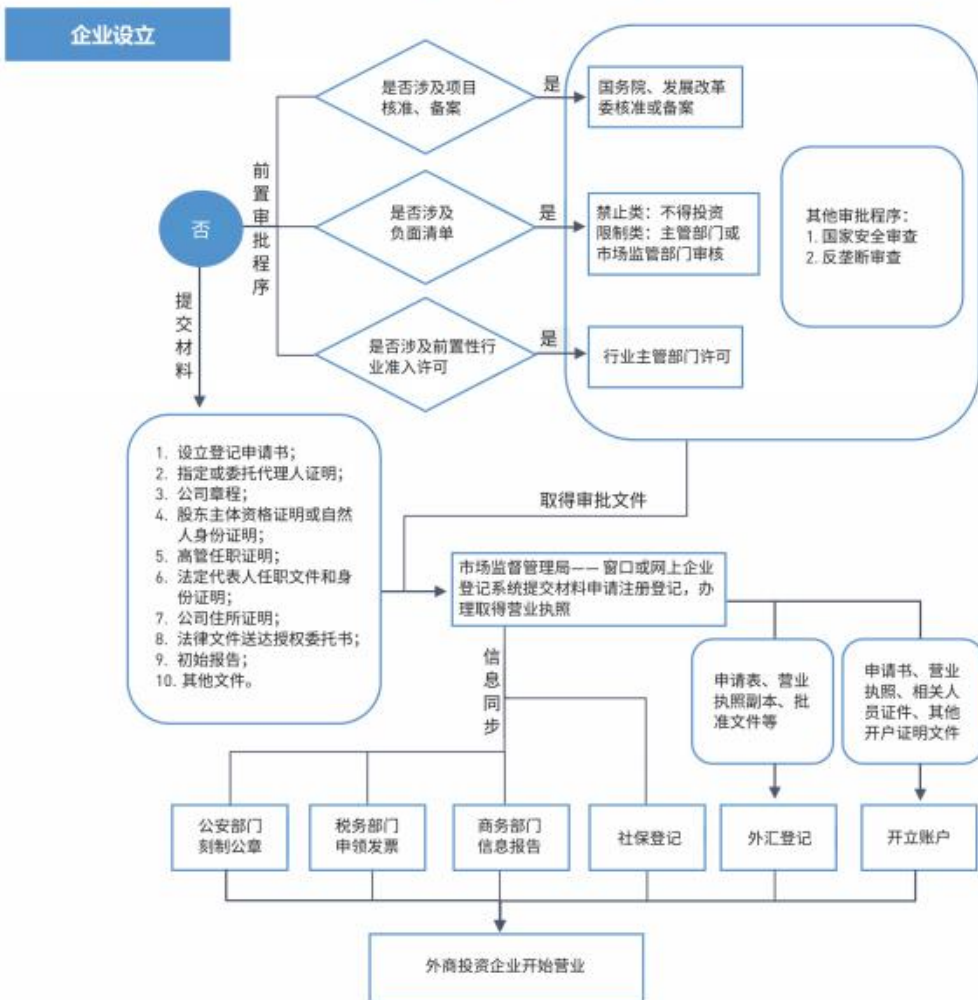 企业设立
是否涉及项目
核准、备案
是
国务院、发展改革
委核准或备案
前置审批程序
否
是否涉及
负面清单
是
禁止类：不得投资
限制类：主管部门或
市场监管部门审核
其他审批程序：
1. 国家安全审查
2. 反垄断审查
提交材料
是否涉及前置性行
业准入许可
是
行业主管部门许可
1. 设立登记申请书；
2. 指定或委托代理人证明；
3. 公司章程；
4. 股东主体资格证明或自然
人身份证明；
5. 高管任职证明；
6. 法定代表人任职文件和身
份证明；
7. 公司住所证明；
8. 法律文件送达授权委托书；
9. 初始报告；
10. 其他文件。
取得审批文件
市场监督管理局—— 窗口或网上企业
登记系统提交材料申请注册登记，办
理取得营业执照
信息同步
申请表、营业
执照副本、批
准文件等
申请书、营业
执照、相关人
员证件、其他
开户证明文件
公安部门
刻制公章
税务部门
申领发票
商务部门
信息报告
社保登记
外汇登记
开立账户
外商投资企业开始营业